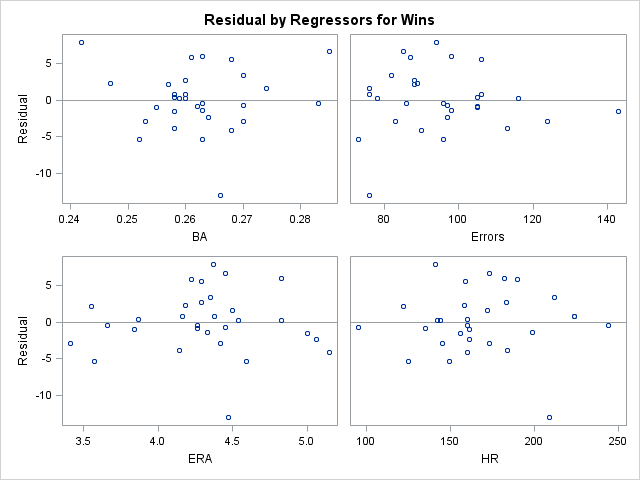 Residual by Regressors for Wins
Residual
5
0
-5
-10
0.24 0.25 0.26 0.27 0.28
BA
80 100 120 140
Errors
Residual
5
0
-5
-10
3.5 4.0 4.5 5.0
ERA
100 150 200 250
HR